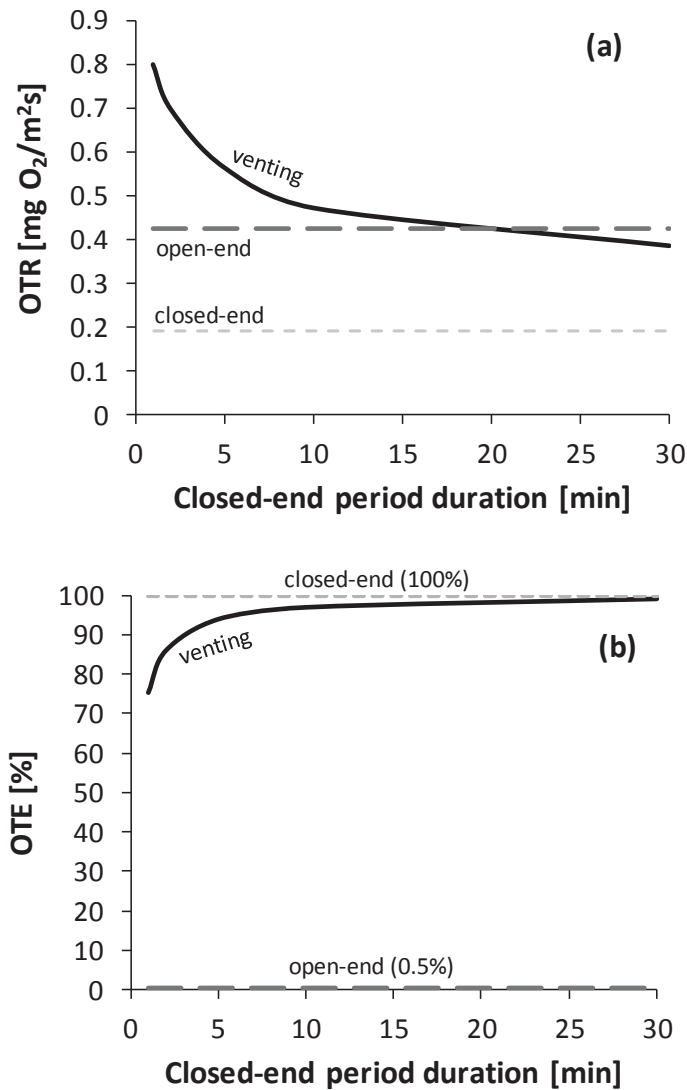 (a)
OTR [mg O₂/m²s]
0.9
0.8
0.7
0.6
0.5
0.4
0.3
0.2
0.1
0
venting
open-end
closed-end
0 5 10 15 20 25 30
Closed-end period duration [min]
closed-end (100%)
(b)
OTE [%]
100
90
80
70
60
50
40
30
20
10
0
venting
open-end (0.5%)
0 5 10 15 20 25 30
Closed-end period duration [min]